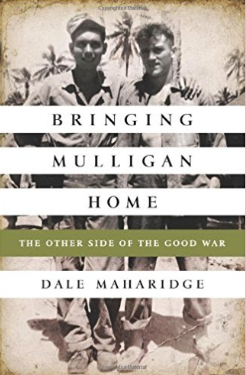 BRINGING
MULLIGAN
HOME
THE OTHER SIDE OF THE GOOD WAR
DALE MAHARIDGE